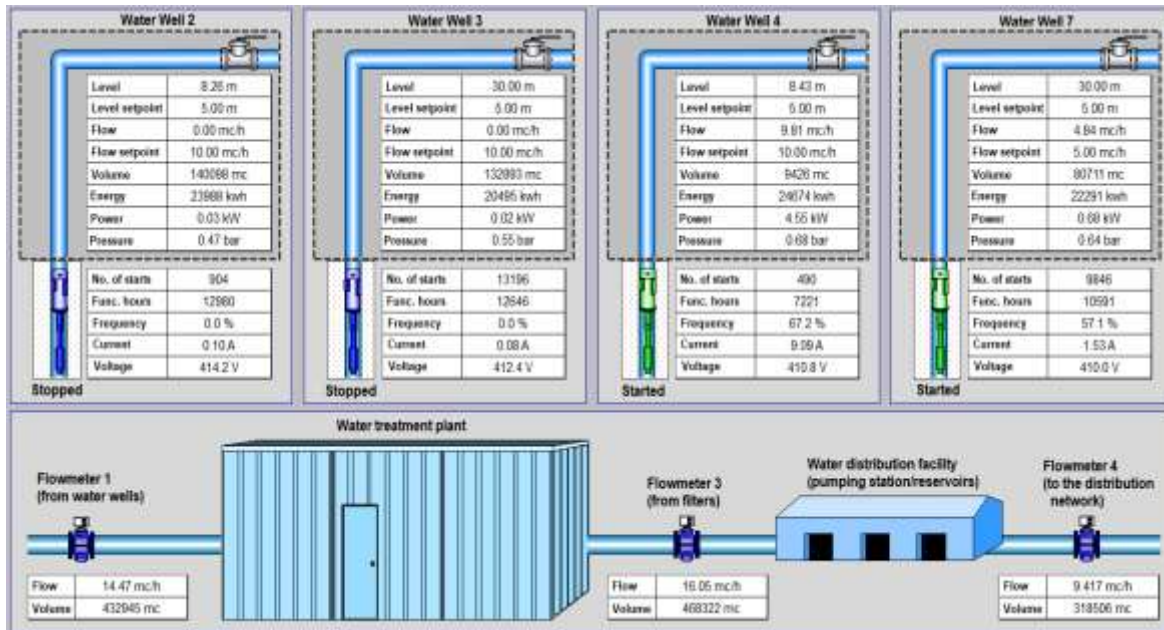 Water Well 2
Level 8.26 m
Level setpoint 5.00 m
Flow 0.00 mc/h
Flow setpoint 10.00 mc/h
Volume 140098 mc
Energy 23988 kwh
Power 0.03 kW
Pressure 0.47 bar
No. of starts 904
Func. hours 12980
Frequency 0.0 %
Current 0.10 A
Voltage 414.2 V
Stopped
Water Well 3
Level 30.00 m
Level setpoint 5.00 m
Flow 0.00 mc/h
Flow setpoint 10.00 mc/h
Volume mc
Energy 20495 kwh
Power 0.02 kW
Pressure 0.55 bar
No. of starts 13196
Func. hours 12646
Frequency 0.0 %
Current 0.08 A
Voltage 412.4 V
Stopped
Water Well 4
Level 8.43 m
Level setpoint 5.00 m
Flow 9.81 mc/h
Flow setpoint 10.00 mc/h
Volume 9426 mc
Energy 24674 kwh
Power 4.55 kW
Pressure 0.68 bar
No. of starts 490
Func. hours 7221
Frequency 67.2 %
Current 9.09 A
Voltage 410.8 V
Started
Water Well 7
Level 30.00 m
Level setpoint 5.00 m
Flow 4.84 mc/h
Flow setpoint 5.00 mc/h
Volume 80711 mc
Energy 22291 kwh
Power 0.68 kW
Pressure 0.64 bar
No. of starts 9846
Func. hours 10591
Frequency 57.1 %
Current 1.53 A
Voltage 410.0 V
Started
Water treatment plant
Flowmeter 1
(from water wells)
Flow 14.47 mc/h
Volume 432945 mc
Flowmeter 3
(from filters)
Flow 16.05 mc/h
Volume 468322 mc
Water distribution facility
(pumping station/reservoirs)
Flowmeter 4
(to the distribution
network)
Flow 9.417 mc/h
Volume 318506 mc